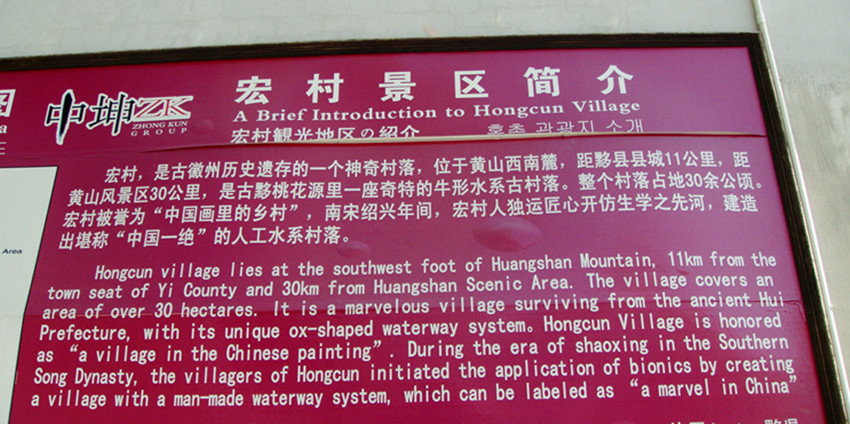 中坤 ZK
ZHONG KUN
GROUP
宏村景区简介
A Brief Introduction to Hongcun Village
宏村観光地区の紹介 홍촌 관광지 소개
宏村，是古徽州历史遗存的一个神奇村落，位于黄山西南麓，距黟县县城11公里，距
黄山风景区30公里，是古黟桃花源里一座奇特的牛形水系古村落。整个村落占地30余公顷。
宏村被誉为“中国画里的乡村”，南宋绍兴年间，宏村人独运匠心开仿生学之先河，建造
出堪称“中国一绝”的人工水系村落。
Area
Hongcun village lies at the southwest foot of Huangshan Mountain, 11km from the
town seat of Yi County and 30km from Huangshan Scenic Area. The village covers an
area of over 30 hectares. It is a marvelous village surviving from the ancient Hui
Prefecture, with its unique ox-shaped waterway system。Hongcun Village is honored
as “a village in the Chinese painting”. During the era of shaoxing in the Southern
Song Dynasty, the villagers of Hongcun initiated the application of bionics by creating
a village with a man-made waterway system, which can be labeled as “a marvel in China”